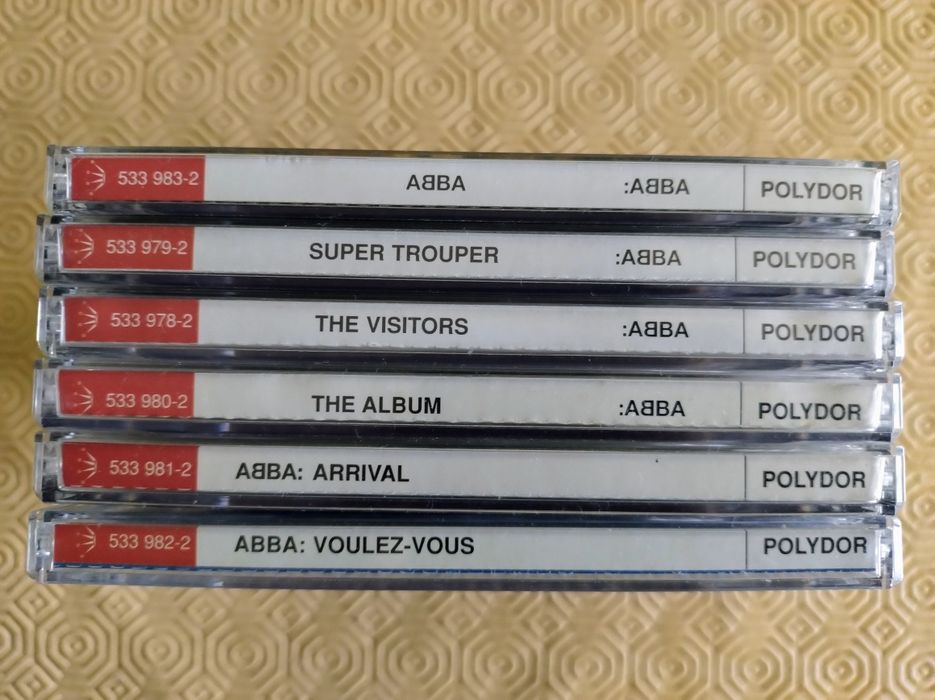 533 983-2 ABBA :ABBA POLYDOR
533 979-2 SUPER TROUPER :ABBA POLYDOR
533 978-2 THE VISITORS :ABBA POLYDOR
533 980-2 THE ALBUM :ABBA POLYDOR
533 981-2 ABBA: ARRIVAL POLYDOR
533 982-2 ABBA: VOULEZ-VOUS POLYDOR